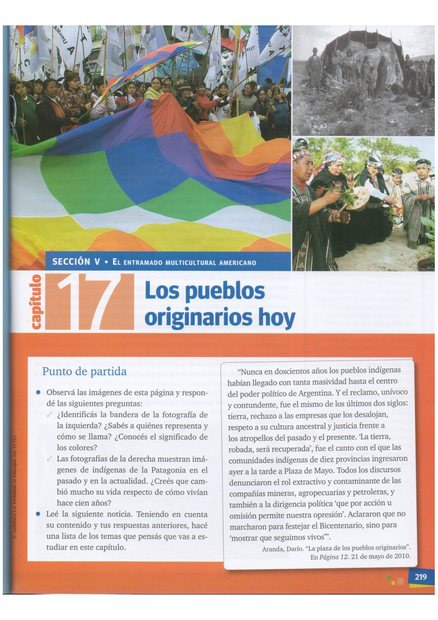 SECCIÓN V • EL ENTRAMADO MULTICULTURAL AMERICANO
capítulo
17
Los pueblos
originarios hoy
Punto de partida
• Observá las imágenes de esta página y respon-
dé las siguientes preguntas:
✓ ¿Identificás la bandera de la fotografía de
la izquierda? ¿Sabés a quiénes representa y
cómo se llama? ¿Conocés el significado de
los colores?
✓ Las fotografías de la derecha muestran imá-
genes de indígenas de la Patagonia en el
pasado y en la actualidad. ¿Creés que cam-
bió mucho su vida respecto de cómo vivían
hace cien años?
• Leé la siguiente noticia. Teniendo en cuenta
su contenido y tus respuestas anteriores, hacé
una lista de los temas que pensás que vas a es-
tudiar en este capítulo.
“Nunca en doscientos años los pueblos indígenas
habían llegado con tanta masividad hasta el centro
del poder político de Argentina. Y el reclamo, unívoco
y contundente, fue el mismo de los últimos dos siglos:
tierra, rechazo a las empresas que los desalojan,
respeto a su cultura ancestral y justicia frente a
los atropellos del pasado y el presente. ‘La tierra,
robada, será recuperada’, fue el canto con el que las
comunidades indígenas de diez provincias ingresaron
ayer a la tarde a Plaza de Mayo. Todos los discursos
denunciaron el rol extractivo y contaminante de las
compañías mineras, agropecuarias y petroleras, y
también a la dirigencia política ‘que por acción u
omisión permite nuestra opresión’. Aclararon que no
marcharon para festejar el Bicentenario, sino para
‘mostrar que seguimos vivos’”.
Aranda, Darío. “La plaza de los pueblos originarios”.
En Página 12. 21 de mayo de 2010.
219